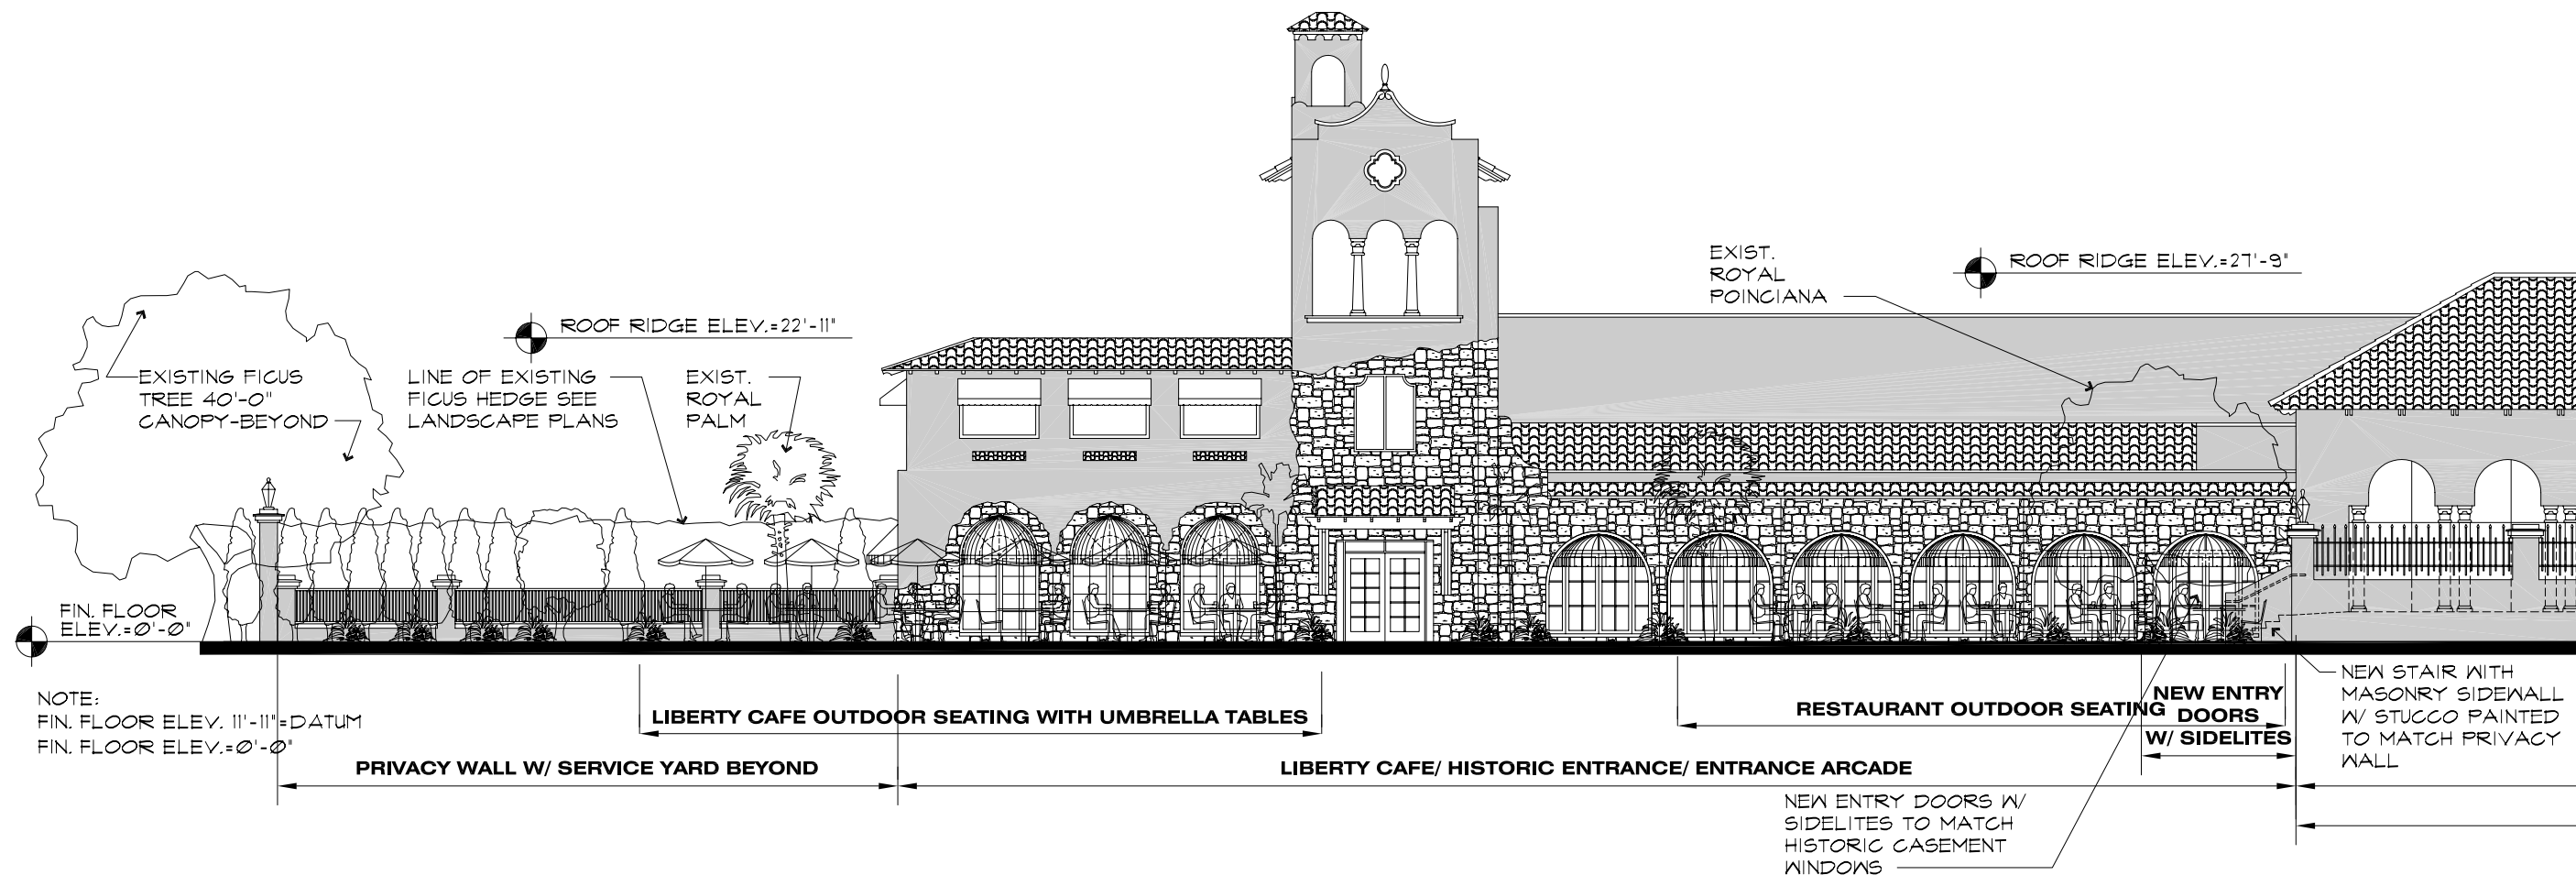 EXIST.
ROYAL
POINCIANA
ROOF RIDGE ELEV.=27'-9"
ROOF RIDGE ELEV.=22'-11"
EXISTING FICUS
TREE 40'-0"
CANOPY-BEYOND
LINE OF EXISTING
FICUS HEDGE SEE
LANDSCAPE PLANS
EXIST.
ROYAL
PALM
FIN. FLOOR
ELEV.=0'-0"
NOTE:
FIN. FLOOR ELEV. 11'-11"=DATUM
FIN. FLOOR ELEV.=0'-0"
LIBERTY CAFE OUTDOOR SEATING WITH UMBRELLA TABLES
RESTAURANT OUTDOOR SEATING
NEW ENTRY
DOORS
W/ SIDELITES
NEW STAIR WITH
MASONRY SIDEWALL
W/ STUCCO PAINTED
TO MATCH PRIVACY
WALL
PRIVACY WALL W/ SERVICE YARD BEYOND
LIBERTY CAFE/ HISTORIC ENTRANCE/ ENTRANCE ARCADE
NEW ENTRY DOORS W/
SIDELITES TO MATCH
HISTORIC CASEMENT
WINDOWS